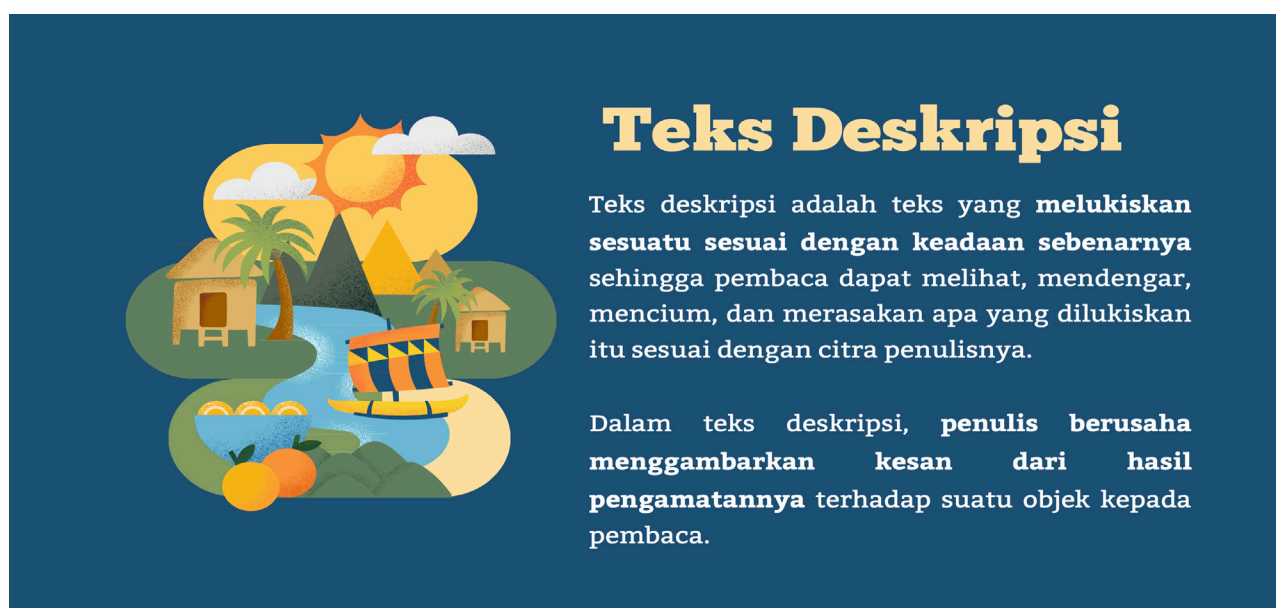 Teks Deskripsi
Teks deskripsi adalah teks yang melukiskan
sesuatu sesuai dengan keadaan sebenarnya
sehingga pembaca dapat melihat, mendengar,
mencium, dan merasakan apa yang dilukiskan
itu sesuai dengan citra penulisnya.
Dalam teks deskripsi, penulis berusaha
menggambarkan kesan dari hasil
pengamatannya terhadap suatu objek kepada
pembaca.